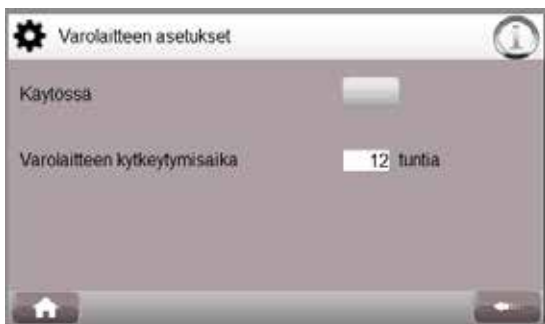 Varolaitteen asetukset
Käytössä
Varolaitteen kytkeytymisaika 12 tuntia